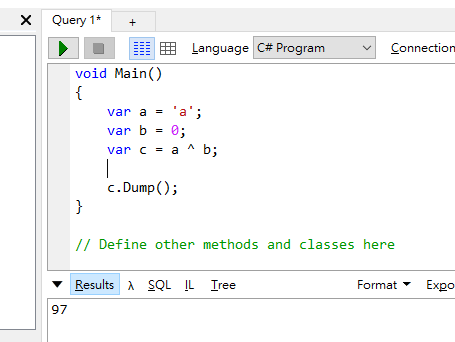 Query 1* +
Language C# Program Connection
void Main()
{
    var a = 'a';
    var b = 0;
    var c = a ^ b;

    c.Dump();
}

// Define other methods and classes here
Results λ SQL IL Tree Format Expo
97